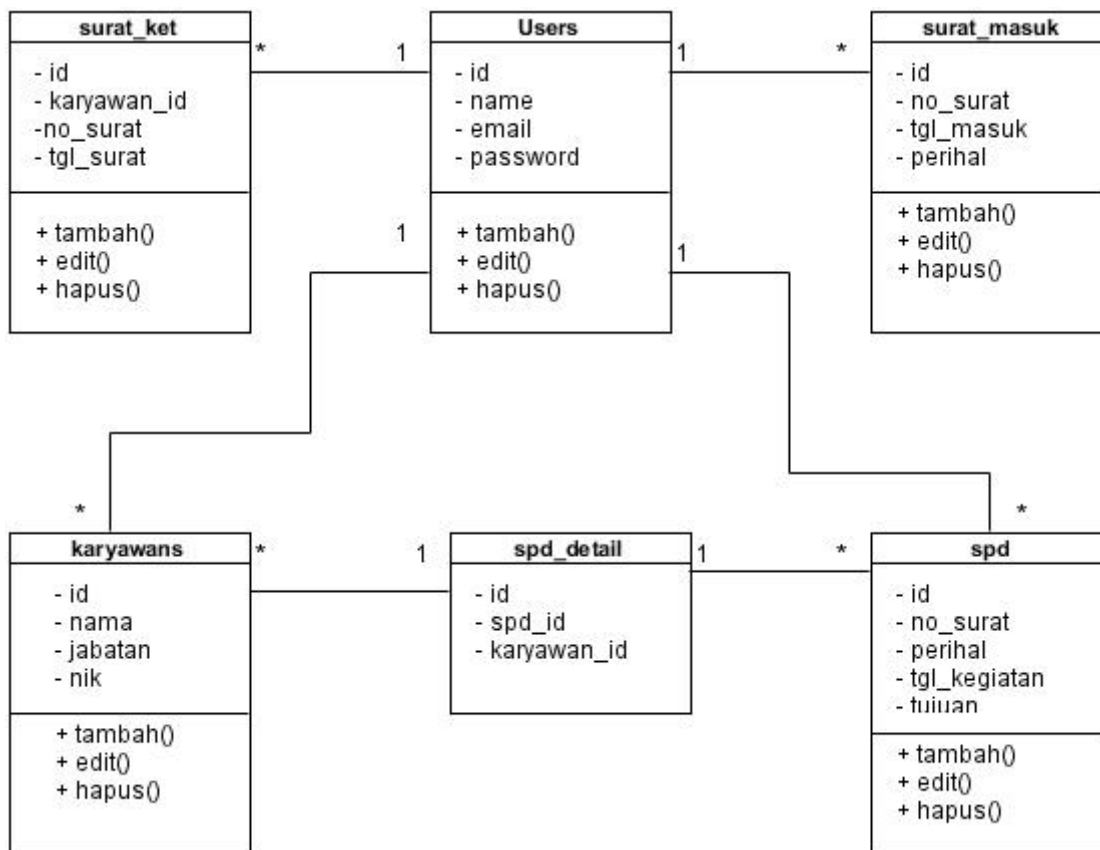 surat_ket
- id
- karyawan_id
-no_surat
- tgl_surat
+ tambah()
+ edit()
+ hapus()
* 1
Users
- id
- name
- email
- password
+ tambah()
+ edit()
+ hapus()
1 *
surat_masuk
- id
- no_surat
- tgl_masuk
- perihal
+ tambah()
+ edit()
+ hapus()
1
1
*
*
karyawans
- id
- nama
- jabatan
- nik
+ tambah()
+ edit()
+ hapus()
* 1
spd_detail
- id
- spd_id
- karyawan_id
1 *
spd
- id
- no_surat
- perihal
- tgl_kegiatan
- tujuan
+ tambah()
+ edit()
+ hapus()